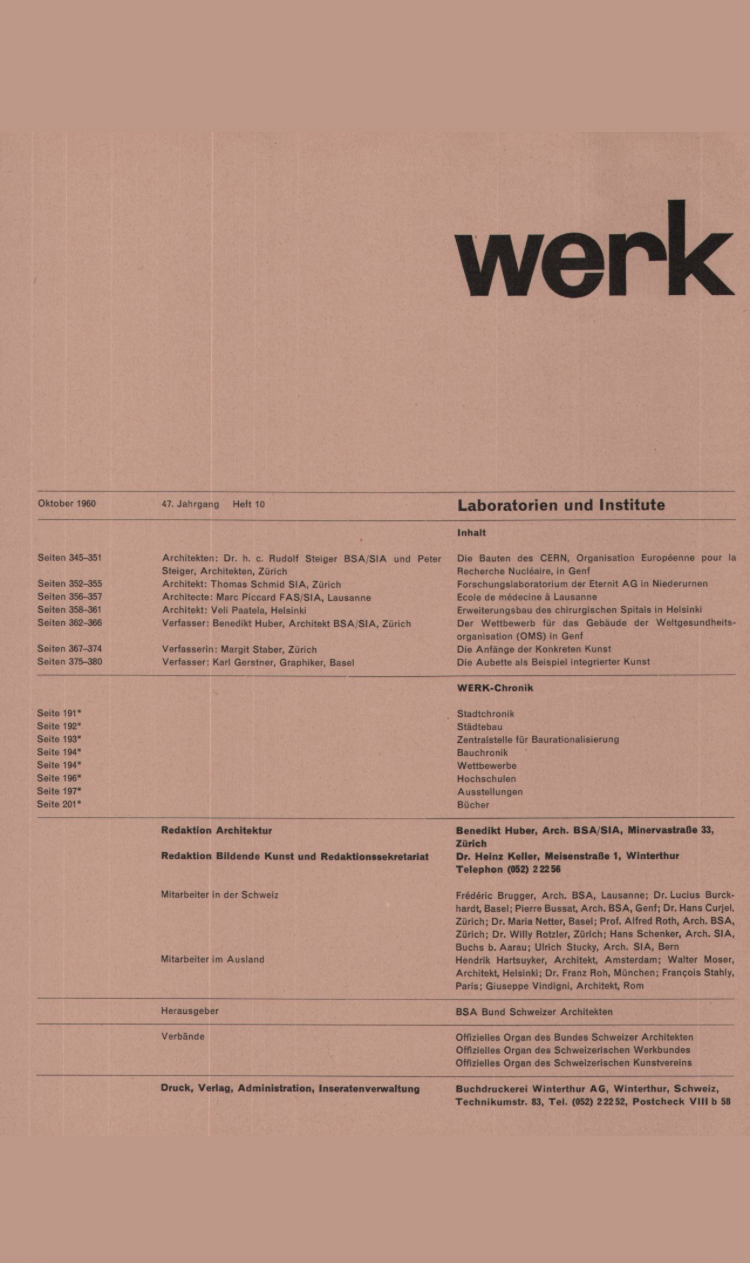 werk
Oktober 1960 47. Jahrgang Heft 10 Laboratorien und Institute
Inhalt
Seiten 345–351 Architekten: Dr. h. c. Rudolf Steiger BSA/SIA und Peter Die Bauten des CERN, Organisation Européenne pour la
Steiger, Architekten, Zürich Recherche Nucléaire, in Genf
Seiten 352–355 Architekt: Thomas Schmid SIA, Zürich Forschungslaboratorium der Eternit AG in Niederurnen
Seiten 356–357 Architecte: Marc Piccard FAS/SIA, Lausanne Ecole de médecine à Lausanne
Seiten 358–361 Architekt: Veli Paatela, Helsinki Erweiterungsbau des chirurgischen Spitals in Helsinki
Seiten 362–366 Verfasser: Benedikt Huber, Architekt BSA/SIA, Zürich Der Wettbewerb für das Gebäude der Weltgesundheits-
organisation (OMS) in Genf
Seiten 367–374 Verfasserin: Margit Staber, Zürich Die Anfänge der Konkreten Kunst
Seiten 375–380 Verfasser: Karl Gerstner, Graphiker, Basel Die Aubette als Beispiel integrierter Kunst
WERK-Chronik
Seite 191* Stadtchronik
Seite 192* Städtebau
Seite 193* Zentralstelle für Baurationalisierung
Seite 194* Bauchronik
Seite 194* Wettbewerbe
Seite 196* Hochschulen
Seite 197* Ausstellungen
Seite 201* Bücher
Redaktion Architektur Benedikt Huber, Arch. BSA/SIA, Minervastraße 33,
Zürich
Redaktion Bildende Kunst und Redaktionssekretariat Dr. Heinz Keller, Meisenstraße 1, Winterthur
Telephon (052) 2 22 56
Mitarbeiter in der Schweiz Frédéric Brugger, Arch. BSA, Lausanne; Dr. Lucius Burck-
hardt, Basel; Pierre Bussat, Arch. BSA, Genf; Dr. Hans Curjel,
Zürich; Dr. Maria Netter, Basel; Prof. Alfred Roth, Arch. BSA,
Zürich; Dr. Willy Rotzler, Zürich; Hans Schenker, Arch. SIA,
Buchs b. Aarau; Ulrich Stucky, Arch. SIA, Bern
Mitarbeiter im Ausland Hendrik Hartsuyker, Architekt, Amsterdam; Walter Moser,
Architekt, Helsinki; Dr. Franz Roh, München; François Stahly,
Paris; Giuseppe Vindigni, Architekt, Rom
Herausgeber BSA Bund Schweizer Architekten
Verbände Offizielles Organ des Bundes Schweizer Architekten
Offizielles Organ des Schweizerischen Werkbundes
Offizielles Organ des Schweizerischen Kunstvereins
Druck, Verlag, Administration, Inseratenverwaltung Buchdruckerei Winterthur AG, Winterthur, Schweiz,
Technikumstr. 83, Tel. (052) 2 22 52, Postcheck VIII b 58